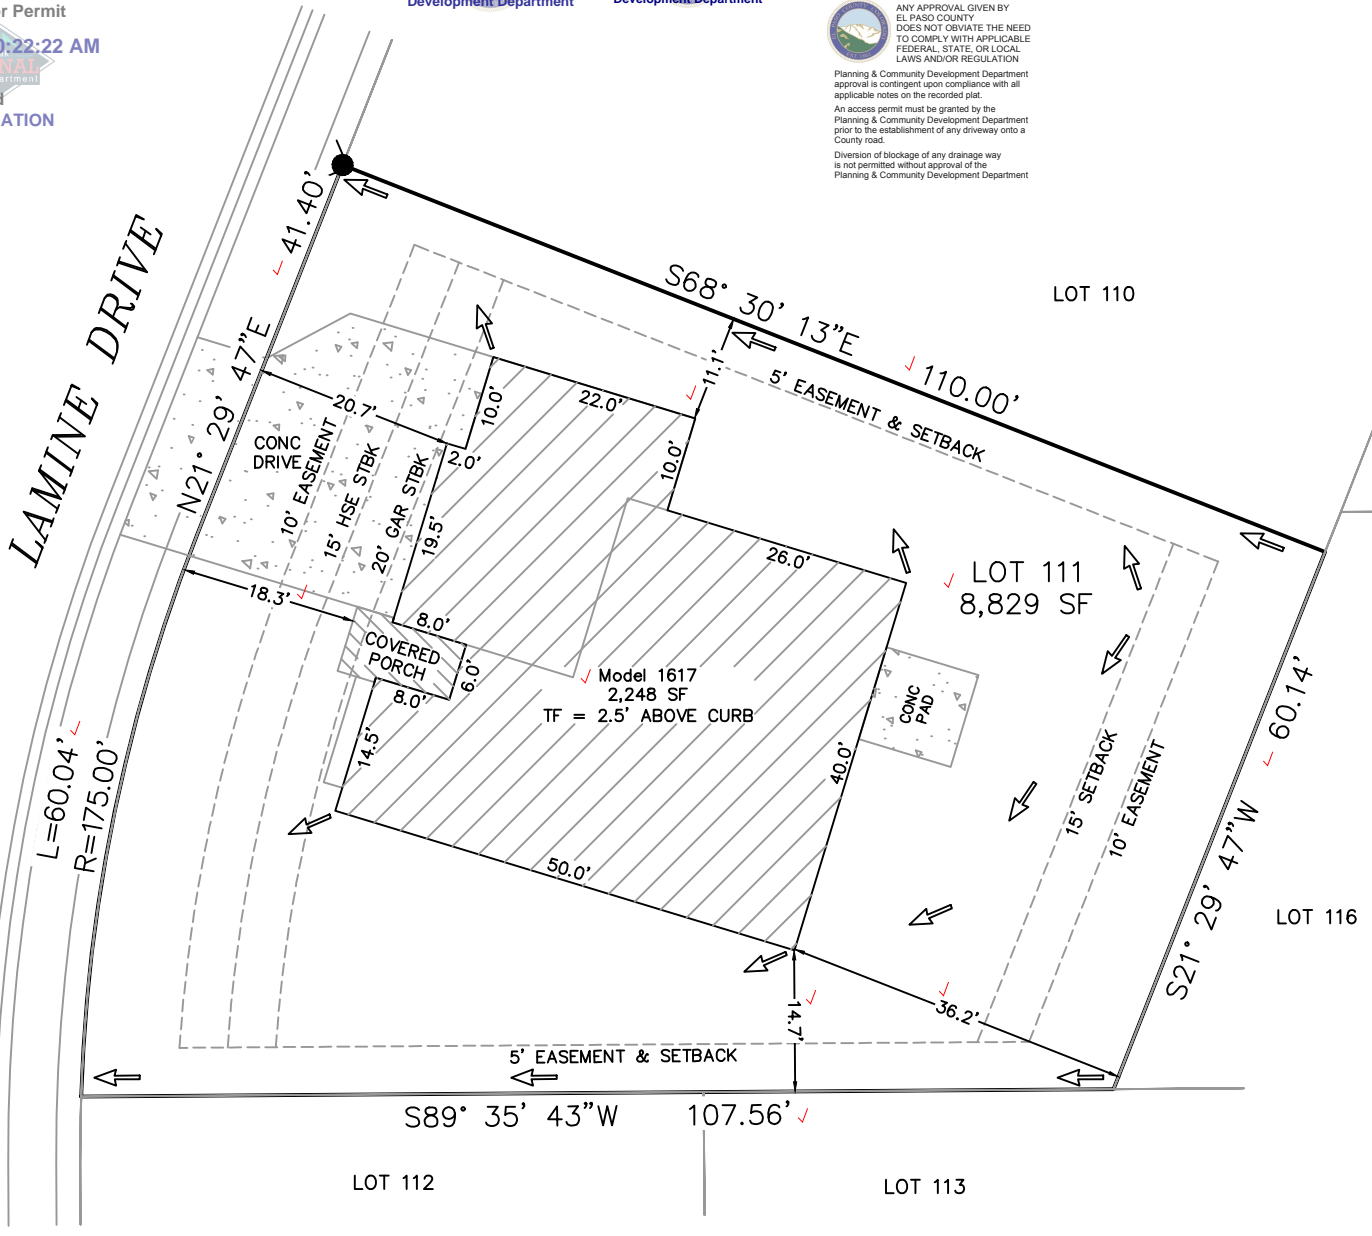 Permit
0:22:22 AM
Development Department
Development Department
ANY APPROVAL GIVEN BY
EL PASO COUNTY
DOES NOT OBVIATE THE NEED
TO COMPLY WITH APPLICABLE
FEDERAL, STATE, OR LOCAL
LAWS AND/OR REGULATION
Planning & Community Development Department
approval is contingent upon compliance with all
applicable notes on the recorded plat.
An access permit must be granted by the
Planning & Community Development Department
prior to the establishment of any driveway onto a
County road.
Diversion of blockage of any drainage way
is not permitted without approval of the
Planning & Community Development Department
LAMINE DRIVE
41.40'
N21° 29' 47"E
S68° 30' 13"E 110.00'
LOT 110
11.1'
5' EASEMENT & SETBACK
20.7'
CONC
DRIVE
10' EASEMENT
15' HSE STBK
20' GAR STBK
10.0'
22.0'
2.0'
10.0'
19.5'
26.0'
18.3'
8.0'
COVERED
PORCH
6.0'
8.0'
14.5'
LOT 111
8,829 SF
Model 1617
2,248 SF
TF = 2.5' ABOVE CURB
CONC
PAD
40.0'
50.0'
15' SETBACK
10' EASEMENT
S21° 29' 47"W 60.14'
LOT 116
L=60.04'
R=175.00'
14.7'
36.2'
5' EASEMENT & SETBACK
S89° 35' 43"W 107.56'
LOT 112
LOT 113